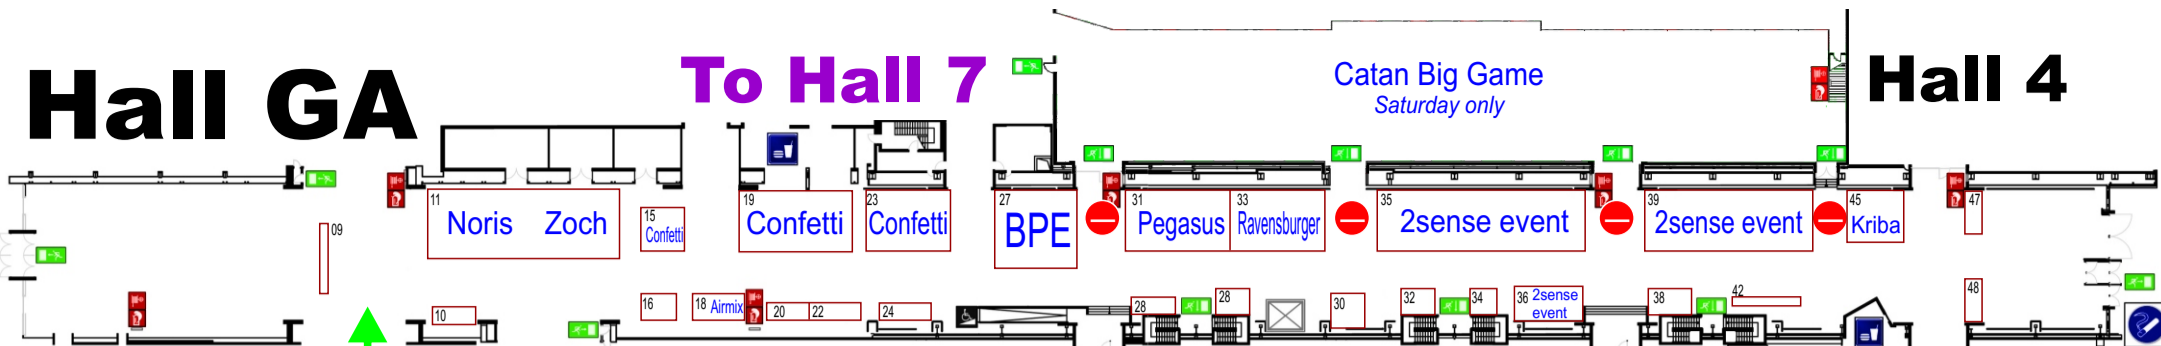 Hall GA
To Hall 7
Catan Big Game
Saturday only
Hall 4
09
11
Noris Zoch
15
Confetti
19
Confetti
23
Confetti
27
BPE
31
Pegasus
33
Ravensburger
35
2sense event
39
2sense event
45
Kriba
47
10
16
18 Airmix
20
22
24
28
28
30
32
34
36 2sense
event
38
42
48